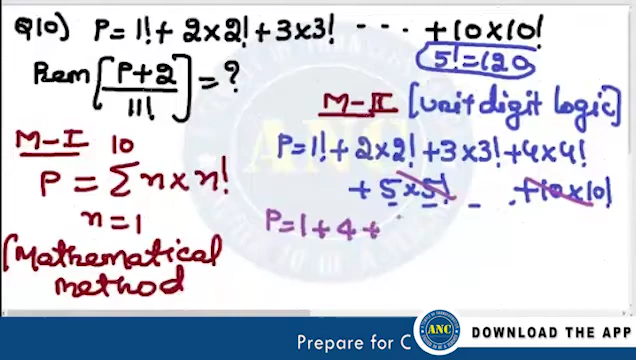 Q10) P=1!+2×2!+3×3! ---- +10×10!
5!=120
Rem[P+2/11!]=?
M-II [Unit digit logic]
M-I
P=1!+2×2!+3×3!+4×4!
+5×5! - - . +10×10!
P=1+4+
10
P=Σn×n!
n=1
[Mathematical
method
Prepare for C
ANC
DOWNLOAD THE APP
ANC